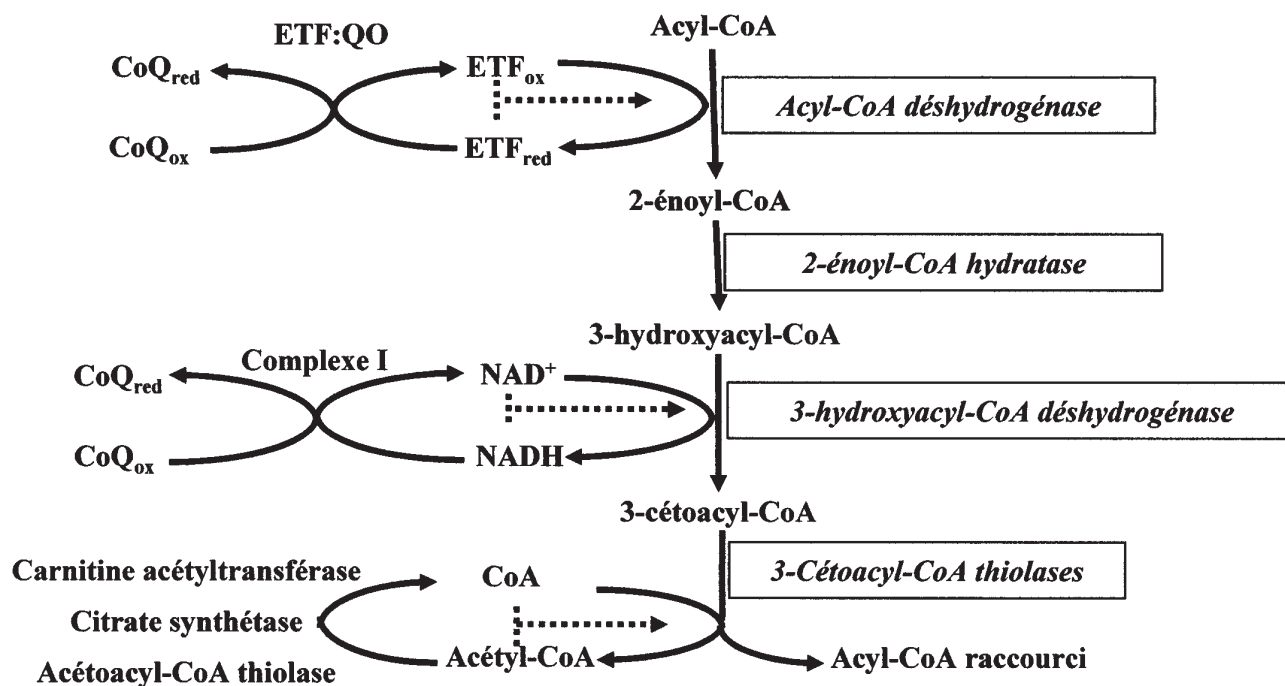 Acyl-CoA
ETF:QO
CoQred
ETFox
Acyl-CoA déshydrogénase
CoQox
ETFred
2-énoyl-CoA
2-énoyl-CoA hydratase
3-hydroxyacyl-CoA
Complexe I
CoQred
NAD+
3-hydroxyacyl-CoA déshydrogénase
CoQox
NADH
3-cétoacyl-CoA
Carnitine acétyltransférase
CoA
3-Cétoacyl-CoA thiolases
Citrate synthétase
Acétoacyl-CoA thiolase
Acétyl-CoA
Acyl-CoA raccourci